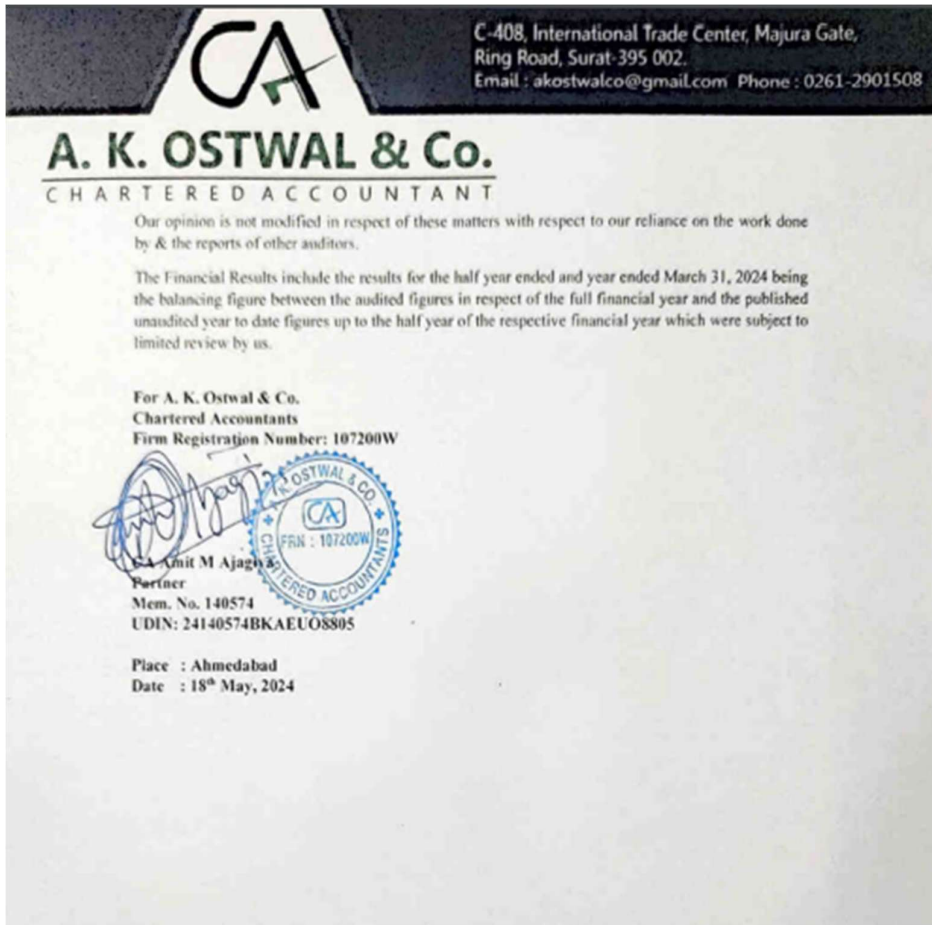 CA
C-408, International Trade Center, Majura Gate,
Ring Road, Surat-395 002.
Email : akostwalco@gmail.com Phone : 0261-2901508
A. K. OSTWAL & Co.
CHARTERED ACCOUNTANT
Our opinion is not modified in respect of these matters with respect to our reliance on the work done
by & the reports of other auditors.
The Financial Results include the results for the half year ended and year ended March 31, 2024 being
the balancing figure between the audited figures in respect of the full financial year and the published
unaudited year to date figures up to the half year of the respective financial year which were subject to
limited review by us.
For A. K. Ostwal & Co.
Chartered Accountants
Firm Registration Number: 107200W
A. K. OSTWAL & CO.
CA
FRN : 107200W
CHARTERED ACCOUNTANTS
CA Amit M Ajagiya
Partner
Mem. No. 140574
UDIN: 24140574BKAEUO8805
Place : Ahmedabad
Date : 18th May, 2024